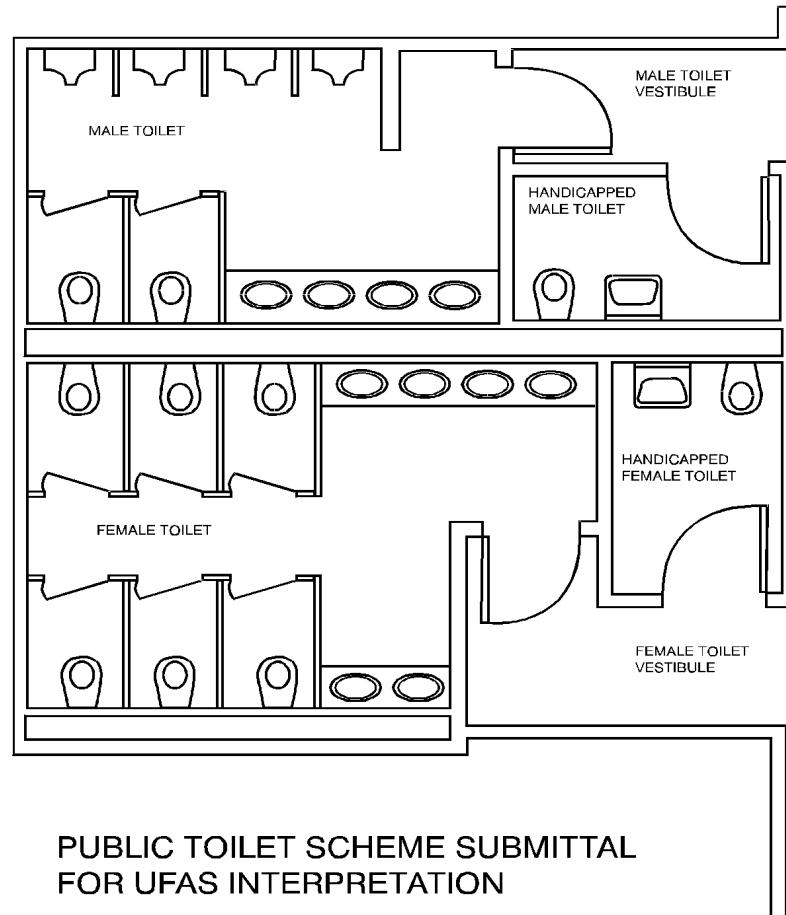 MALE TOILET
VESTIBULE
MALE TOILET
HANDICAPPED
MALE TOILET
HANDICAPPED
FEMALE TOILET
FEMALE TOILET
FEMALE TOILET
VESTIBULE
PUBLIC TOILET SCHEME SUBMITTAL
FOR UFAS INTERPRETATION